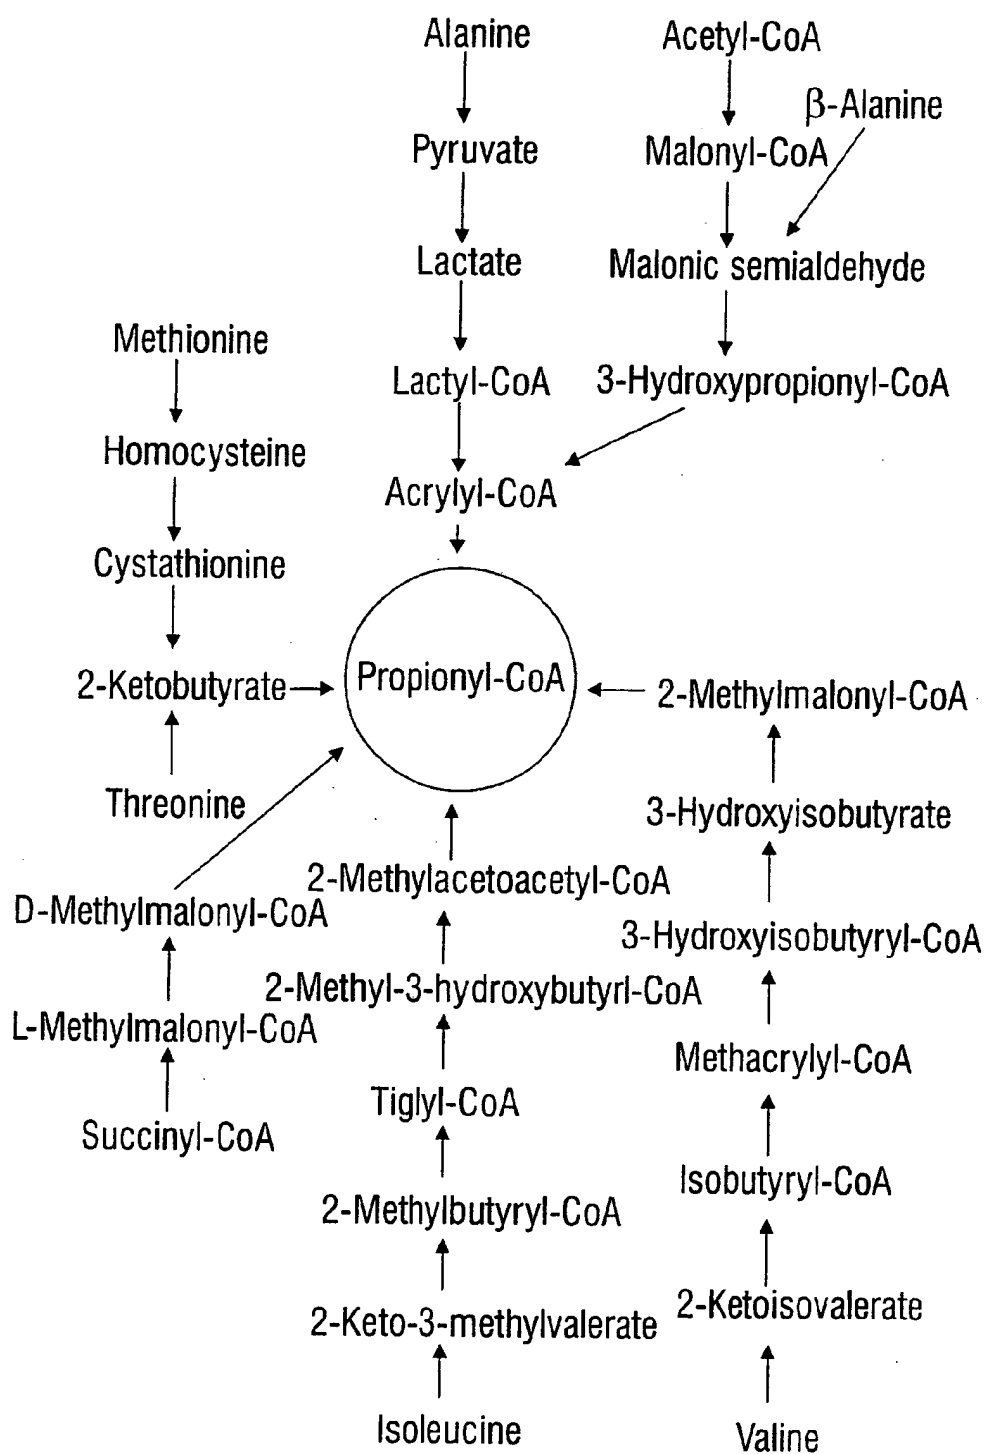 Alanine
Acetyl-CoA
β-Alanine
Pyruvate
Malonyl-CoA
Lactate
Malonic semialdehyde
Methionine
Lactyl-CoA
3-Hydroxypropionyl-CoA
Homocysteine
Acrylyl-CoA
Cystathionine
2-Ketobutyrate
Propionyl-CoA
2-Methylmalonyl-CoA
Threonine
3-Hydroxyisobutyrate
2-Methylacetoacetyl-CoA
D-Methylmalonyl-CoA
3-Hydroxyisobutyryl-CoA
2-Methyl-3-hydroxybutyrl-CoA
L-Methylmalonyl-CoA
Methacrylyl-CoA
Tiglyl-CoA
Succinyl-CoA
Isobutyryl-CoA
2-Methylbutyryl-CoA
2-Ketoisovalerate
2-Keto-3-methylvalerate
Isoleucine
Valine